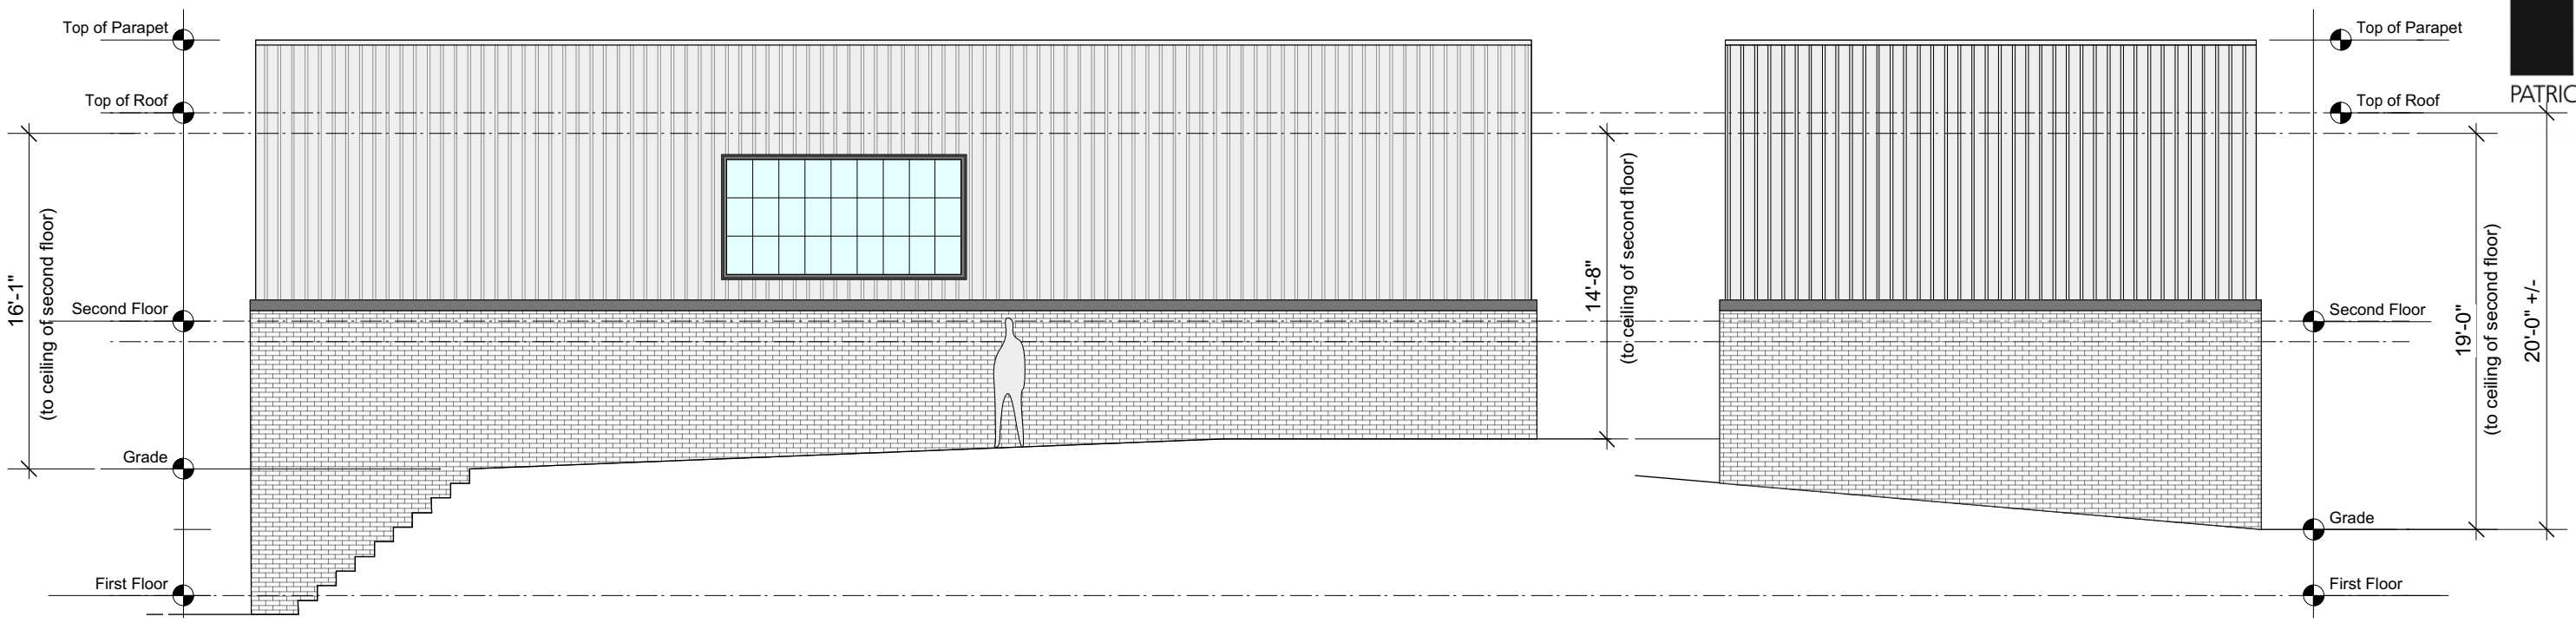 Top of Parapet
Top of Roof
16'-1"
(to ceiling of second floor)
Second Floor
Grade
First Floor
14'-8"
(to ceiling of second floor)
Top of Parapet
Top of Roof
Second Floor
Grade
First Floor
19'-0"
(to ceiling of second floor)
20'-0" +/-
PATRIC